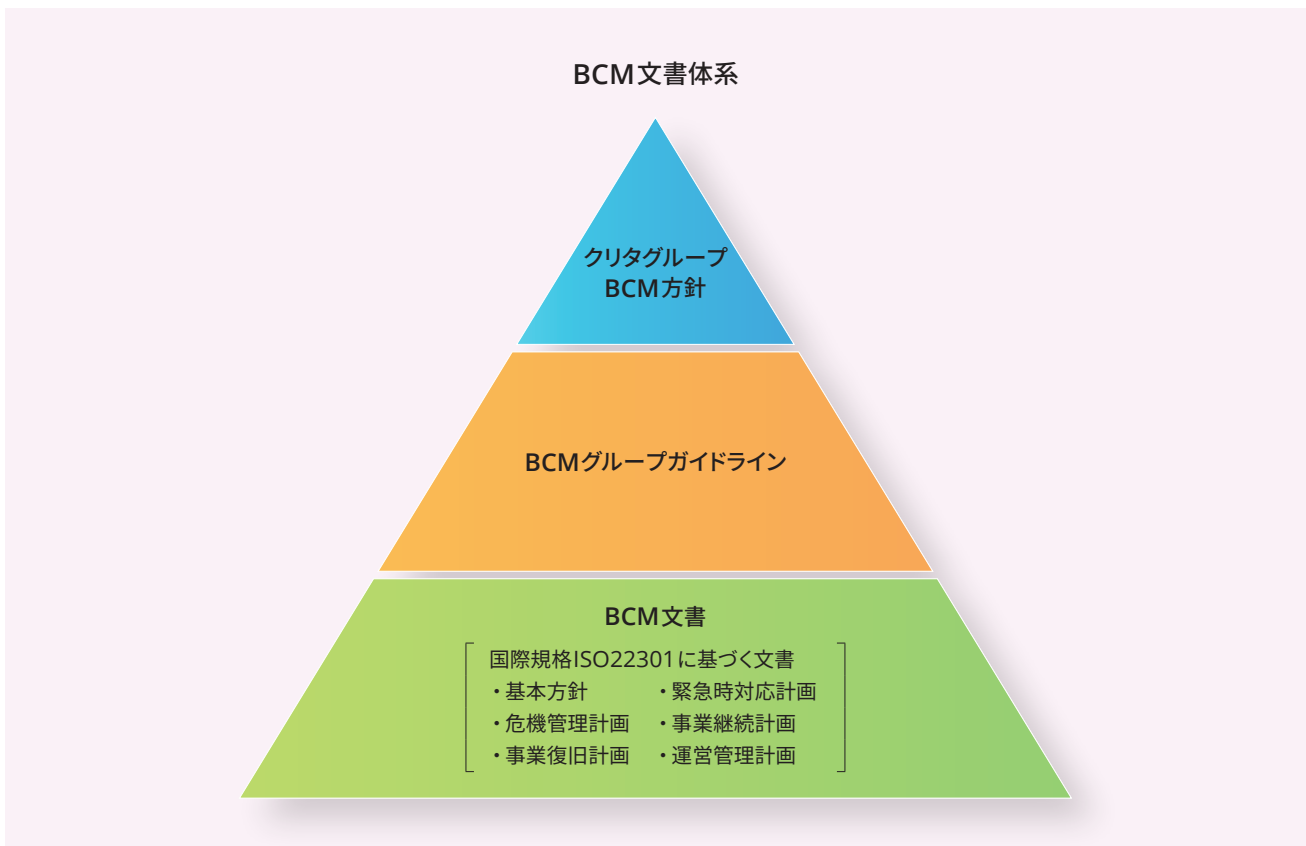 BCM文書体系
クリタグループ
BCM方針
BCMグループガイドライン
BCM文書
国際規格ISO22301に基づく文書
・基本方針 ・緊急時対応計画
・危機管理計画 ・事業継続計画
・事業復旧計画 ・運営管理計画